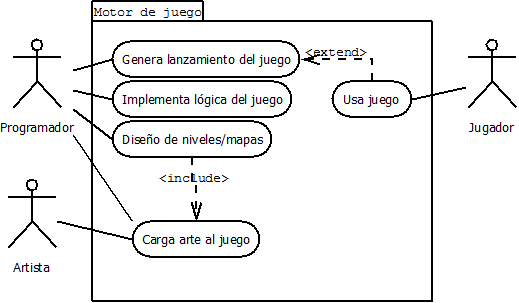 Motor de juego
Genera lanzamiento del juego
<extend>
Implementa lógica del juego
Usa juego
Programador
Jugador
Diseño de niveles/mapas
<include>
Carga arte al juego
Artista